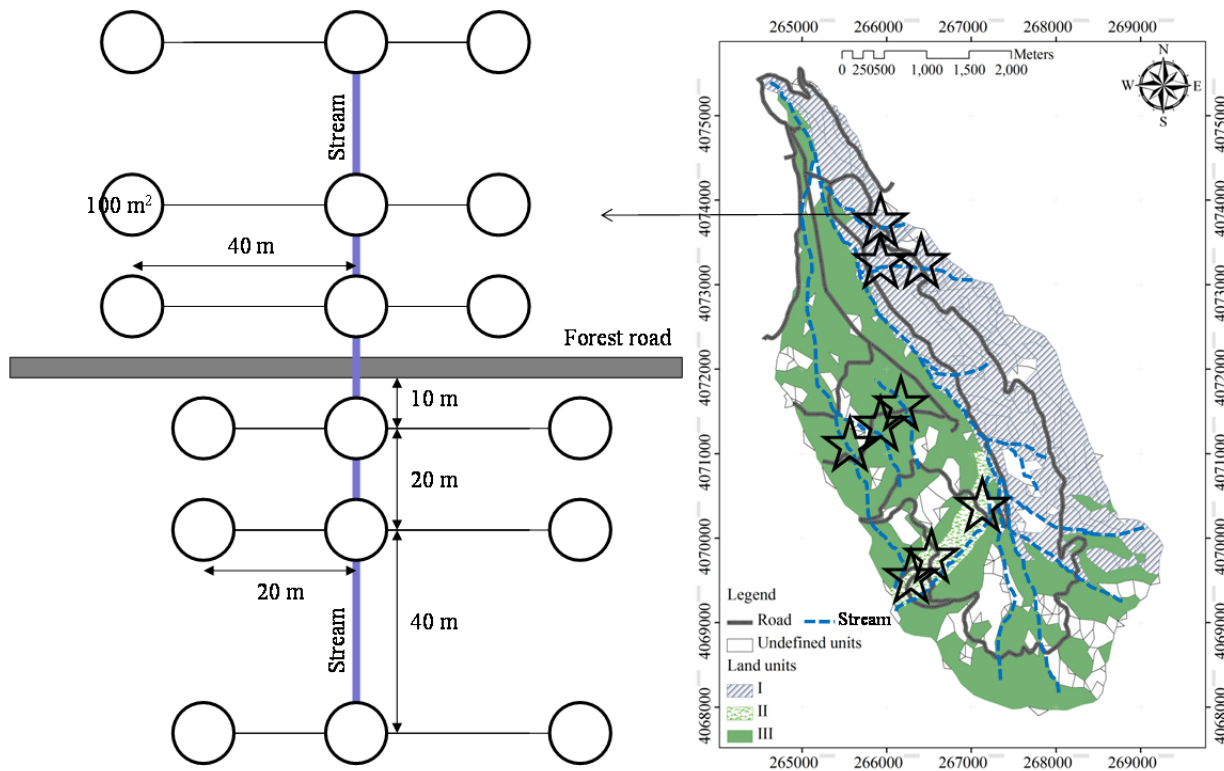 Stream
100 m²
40 m
Forest road
10 m
20 m
20 m
40 m
Stream
265000 266000 267000 268000 269000
Meters
0 250500 1,000 1,500 2,000
N
W E
S
4075000 4075000
4074000 4074000
4073000 4073000
4072000 4072000
4071000 4071000
4070000 4070000
4069000 4069000
4068000 4068000
Legend
Road Stream
Undefined units
Land units
I
II
III
265000 266000 267000 268000 269000